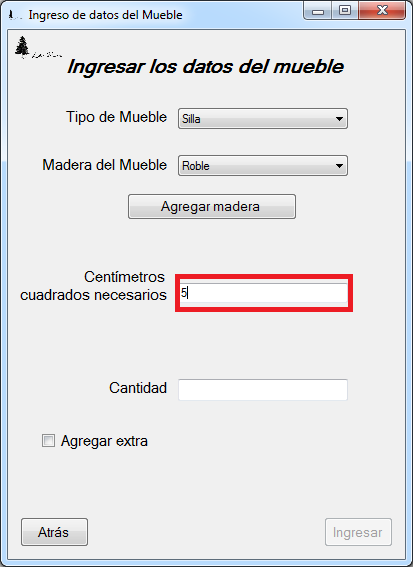 Ingreso de datos del Mueble
Ingresar los datos del mueble
Tipo de Mueble Silla
Madera del Mueble Roble
Agregar madera
Centímetros
cuadrados necesarios 5
Cantidad
Agregar extra
Atrás Ingresar